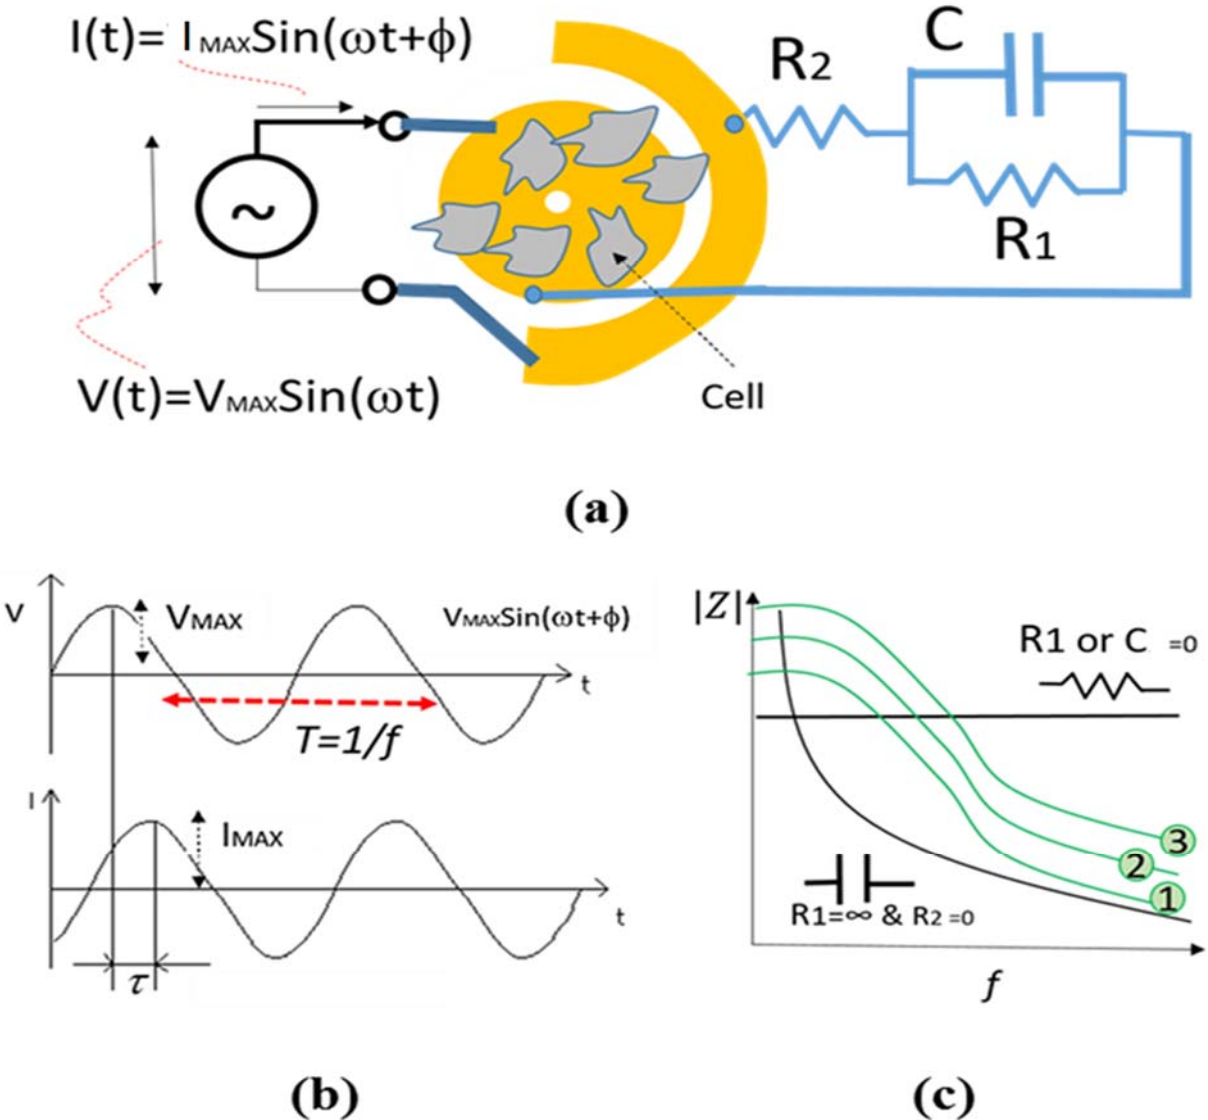 I(t)= IMAXSin(ωt+ϕ)
C
R2
~
R1
V(t)=VMAXSin(ωt)
Cell
(a)
V
VMAX
VMAXSin(ωt+ϕ)
t
T=1/f
I
IMAX
t
τ
(b)
|Z|
R1 or C =0
3
2
1
R1=∞ & R2=0
f
(c)